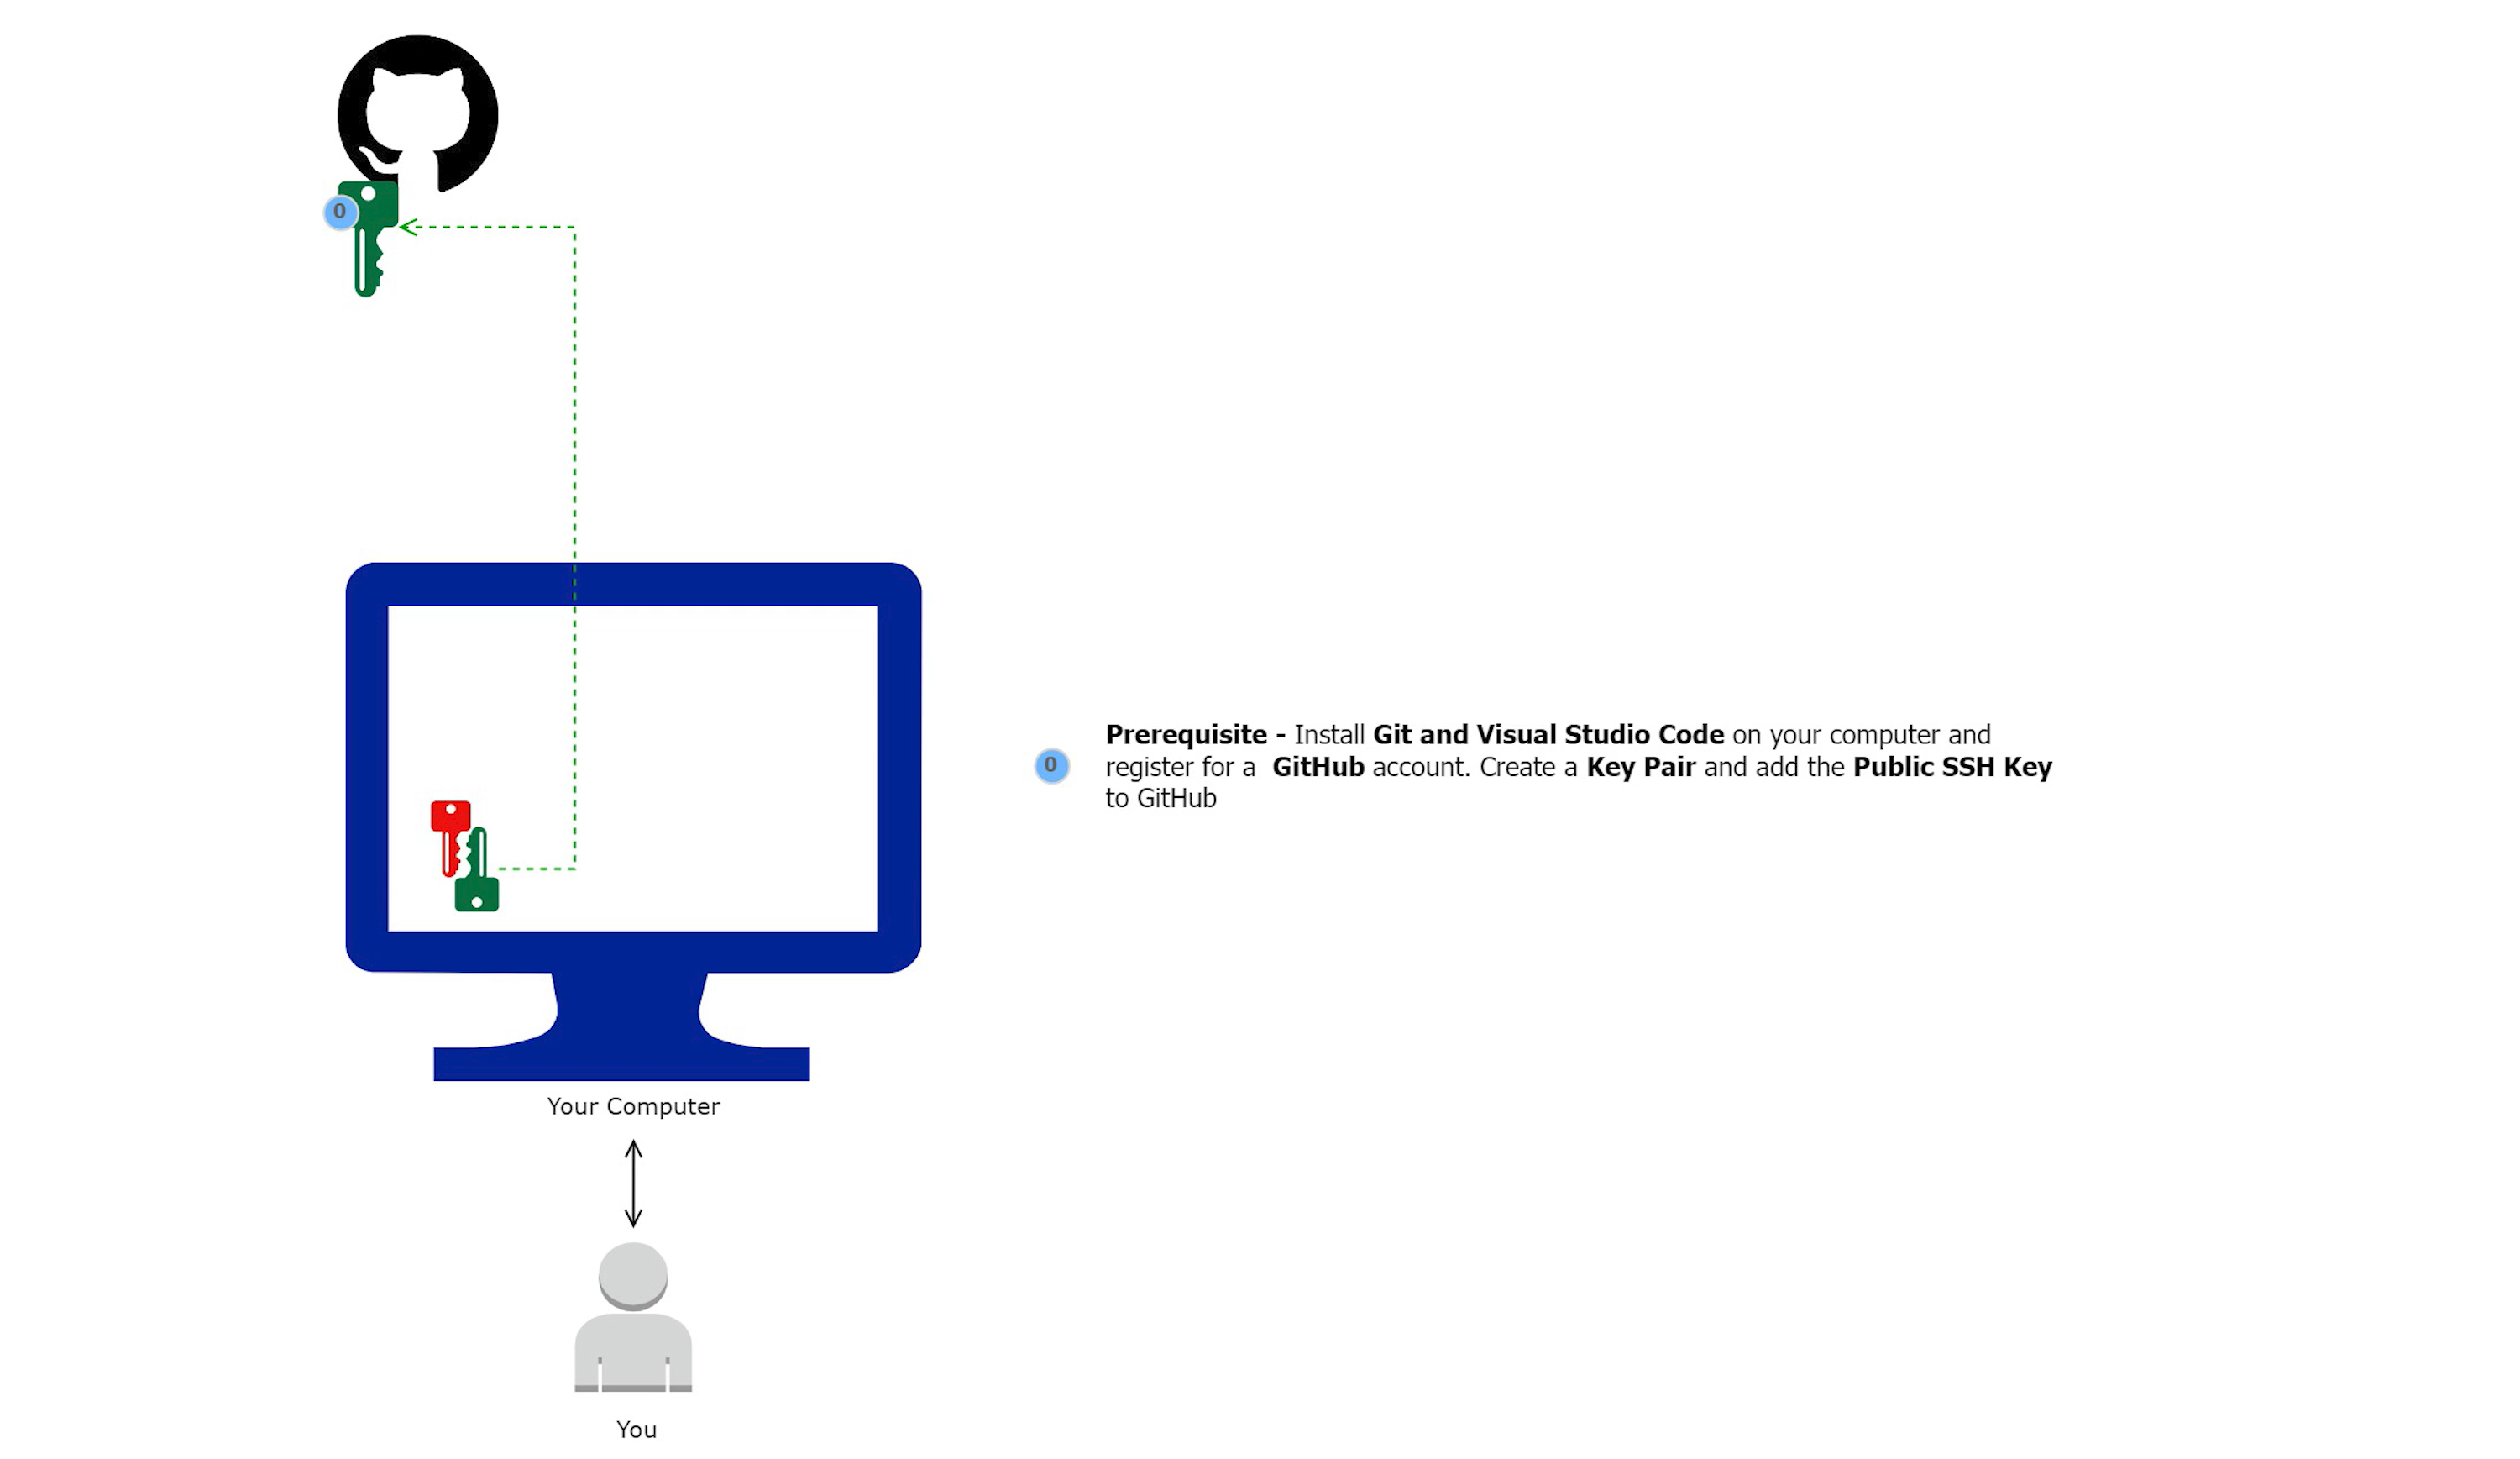 0
Prerequisite - Install Git and Visual Studio Code on your computer and
0
register for a  GitHub account. Create a Key Pair and add the Public SSH Key
to GitHub
Your Computer
You